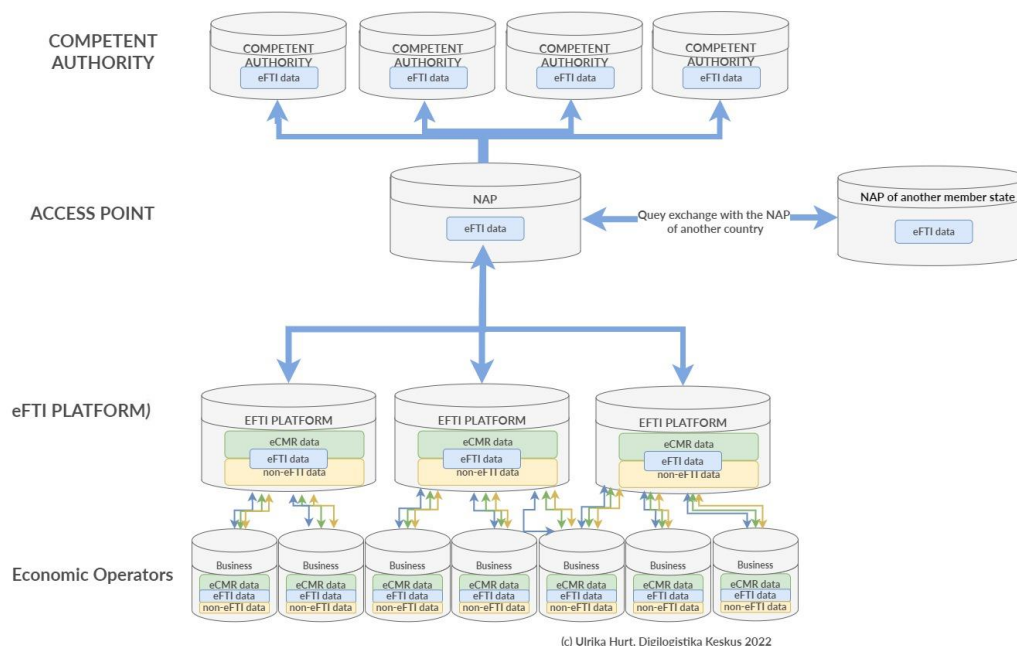 COMPETENT
AUTHORITY
COMPETENT
AUTHORITY
eFTI data
COMPETENT
AUTHORITY
eFTI data
COMPETENT
AUTHORITY
eFTI data
COMPETENT
AUTHORITY
eFTI data
ACCESS POINT
NAP
eFTI data
Quey exchange with the NAP
of another country
NAP of another member state
eFTI data
eFTI PLATFORM)
EFTI PLATFORM
eCMR data
eFTI data
non-eFTI data
EFTI PLATFORM
eCMR data
eFTI data
non-eFTI data
EFTI PLATFORM
eCMR data
eFTI data
non-eFTI data
Economic Operators
Business
eCMR data
eFTI data
non-eFTI data
Business
eCMR data
eFTI data
non-eFTI data
Business
eCMR data
eFTI data
non-eFTI data
Business
eCMR data
eFTI data
non-eFTI data
Business
eCMR data
eFTI data
non-eFTI data
Business
eCMR data
eFTI data
non-eFTI data
Business
eCMR data
eFTI data
non-eFTI data
(c) Ulrika Hurt, Digilogistika Keskus 2022